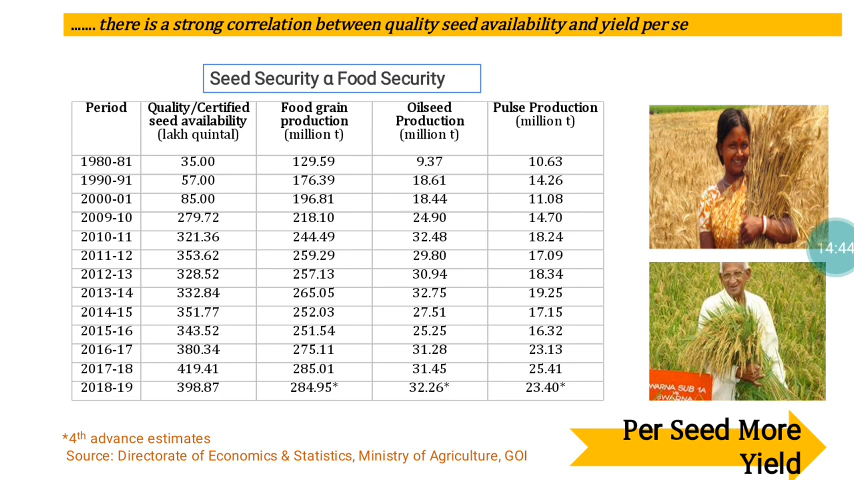 ....... there is a strong correlation between quality seed availability and yield per se
Seed Security α Food Security
Period Quality/Certified seed availability (lakh quintal) Food grain production (million t) Oilseed Production (million t) Pulse Production (million t)
1980-81 35.00 129.59 9.37 10.63
1990-91 57.00 176.39 18.61 14.26
2000-01 85.00 196.81 18.44 11.08
2009-10 279.72 218.10 24.90 14.70
2010-11 321.36 244.49 32.48 18.24
2011-12 353.62 259.29 29.80 17.09
2012-13 328.52 257.13 30.94 18.34
2013-14 332.84 265.05 32.75 19.25
2014-15 351.77 252.03 27.51 17.15
2015-16 343.52 251.54 25.25 16.32
2016-17 380.34 275.11 31.28 23.13
2017-18 419.41 285.01 31.45 25.41
2018-19 398.87 284.95* 32.26* 23.40*
14:44
WARNA SUB 1A
SWARNA
*4th advance estimates
Source: Directorate of Economics & Statistics, Ministry of Agriculture, GOI
Per Seed More
Yield